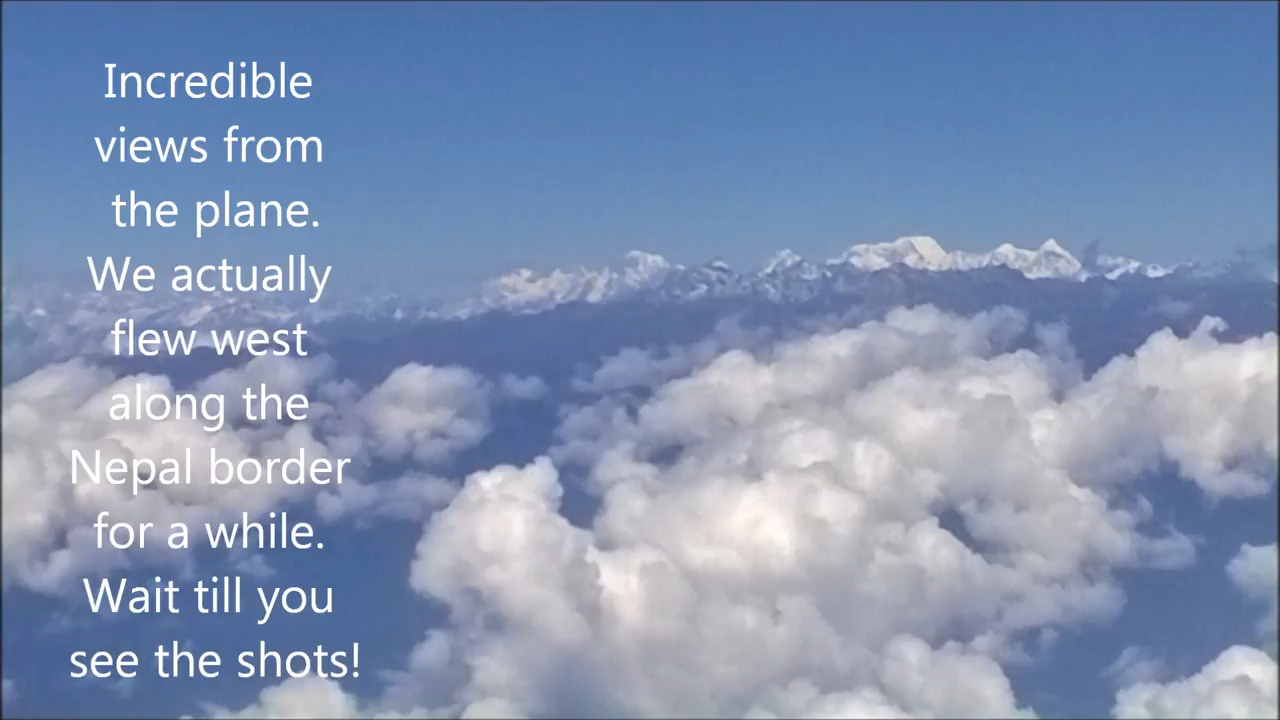 Incredible
views from
the plane.
We actually
flew west
along the
Nepal border
for a while.
Wait till you
see the shots!